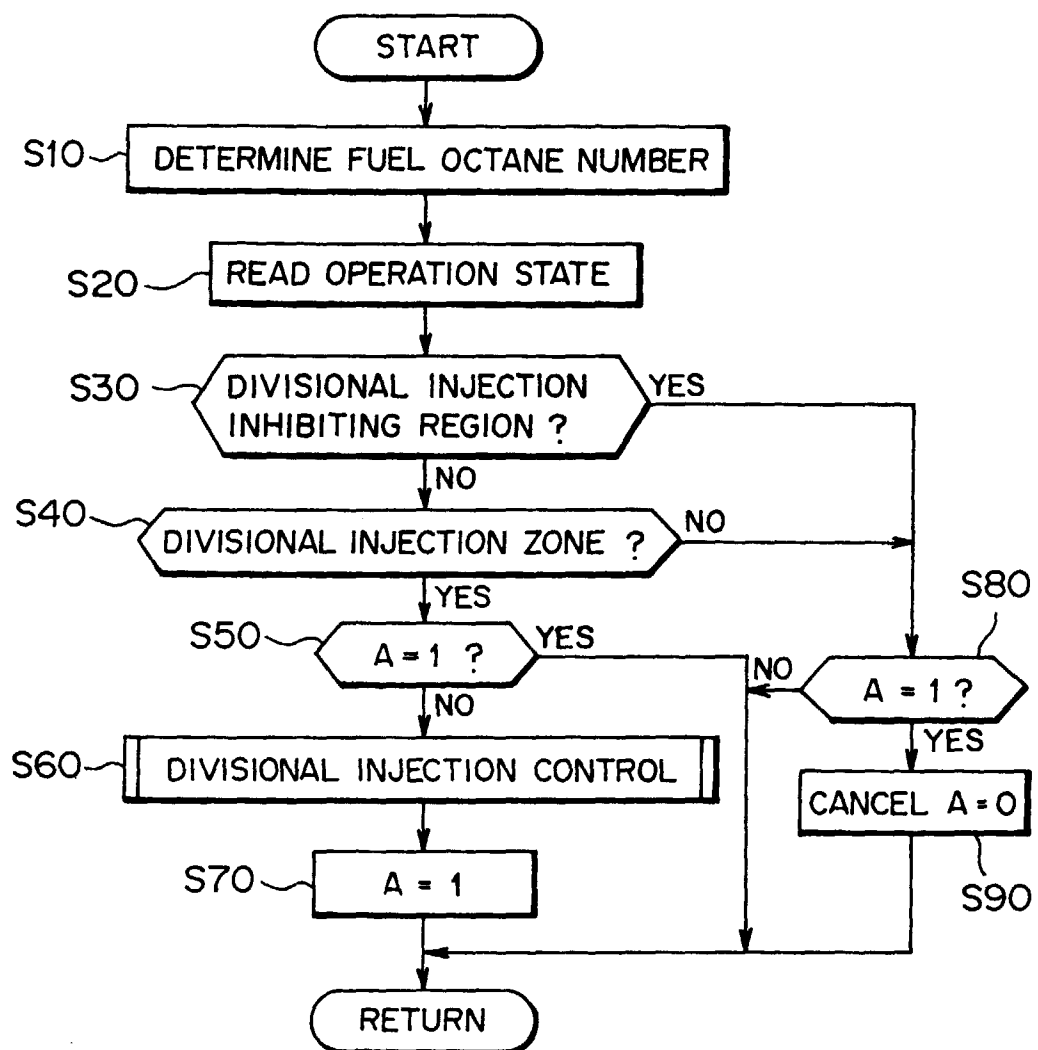 START
S10
DETERMINE FUEL OCTANE NUMBER
S20
READ OPERATION STATE
S30
DIVISIONAL INJECTION
INHIBITING REGION ?
YES
NO
S40
DIVISIONAL INJECTION ZONE ?
NO
YES
S50
A = 1 ?
YES
NO
S80
A = 1 ?
NO
YES
S60
DIVISIONAL INJECTION CONTROL
CANCEL A = 0
S90
S70
A = 1
RETURN